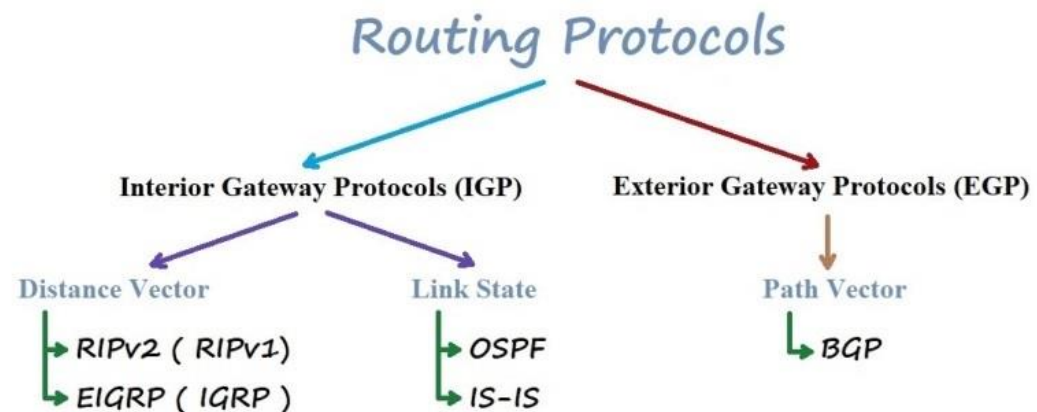 Routing Protocols
Interior Gateway Protocols (IGP)
Exterior Gateway Protocols (EGP)
Distance Vector
Link State
Path Vector
RIPv2 ( RIPv1)
OSPF
BGP
EIGRP ( IGRP )
IS-IS